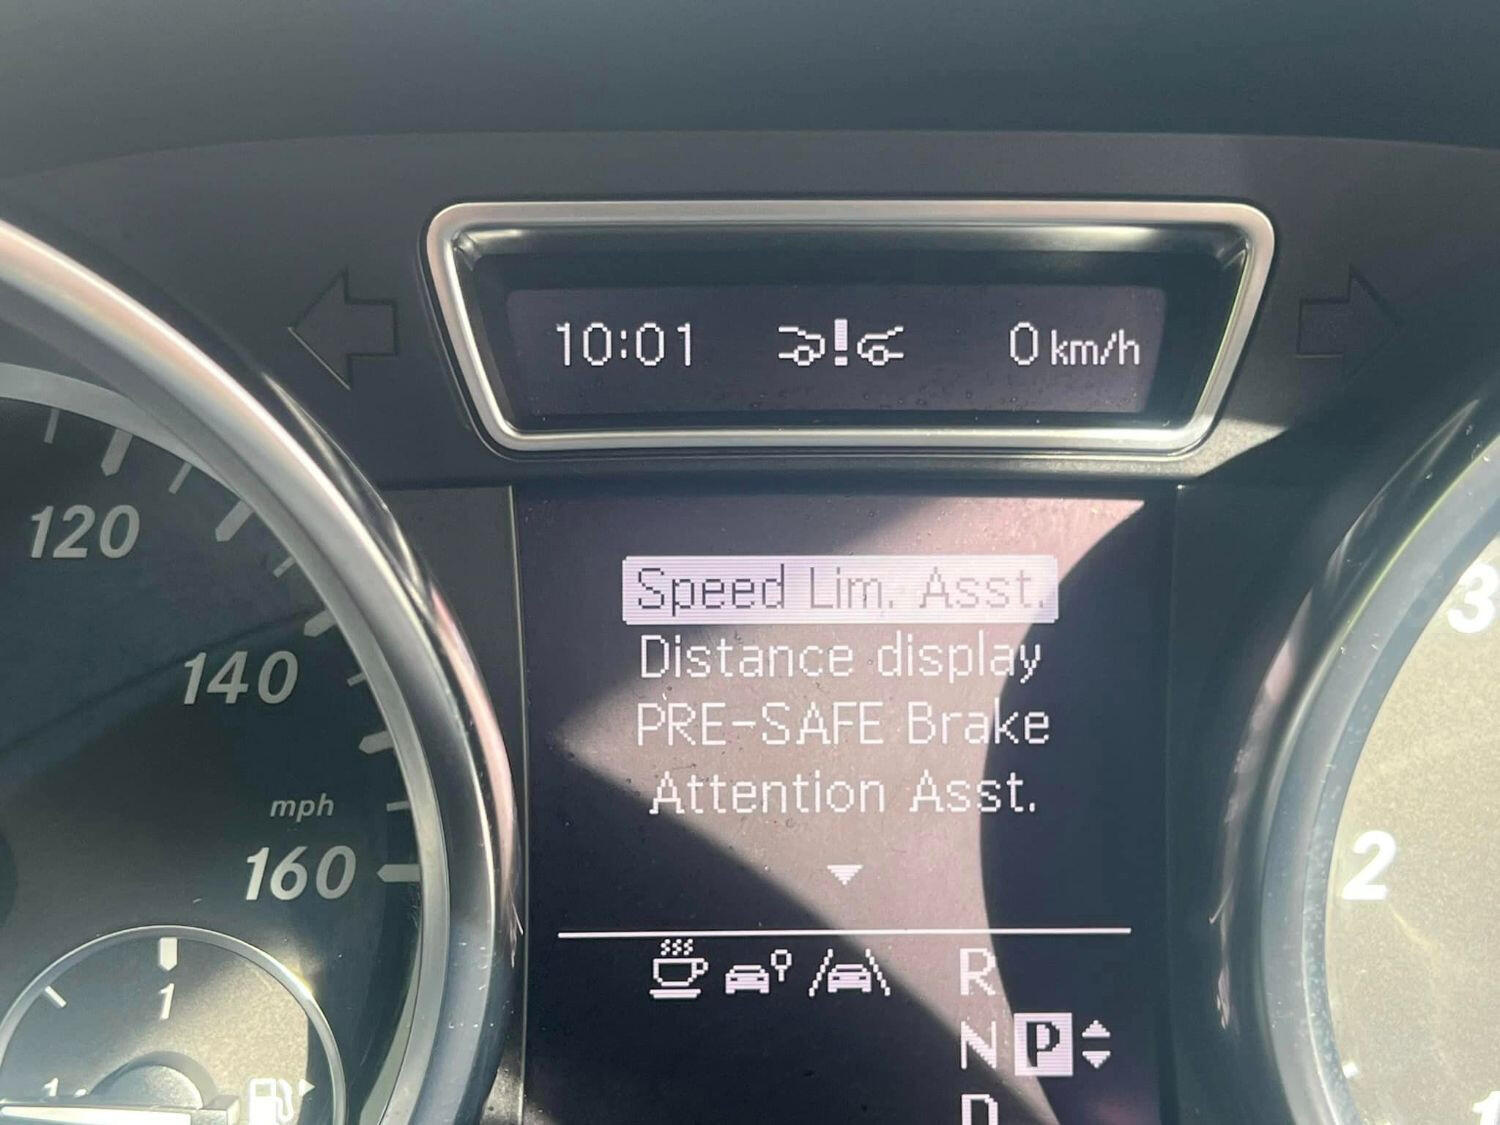 10:01 0 km/h
120
Speed Lim. Asst.
3
Distance display
140
PRE-SAFE Brake
Attention Asst.
mph
160
2
R
1
N P
D